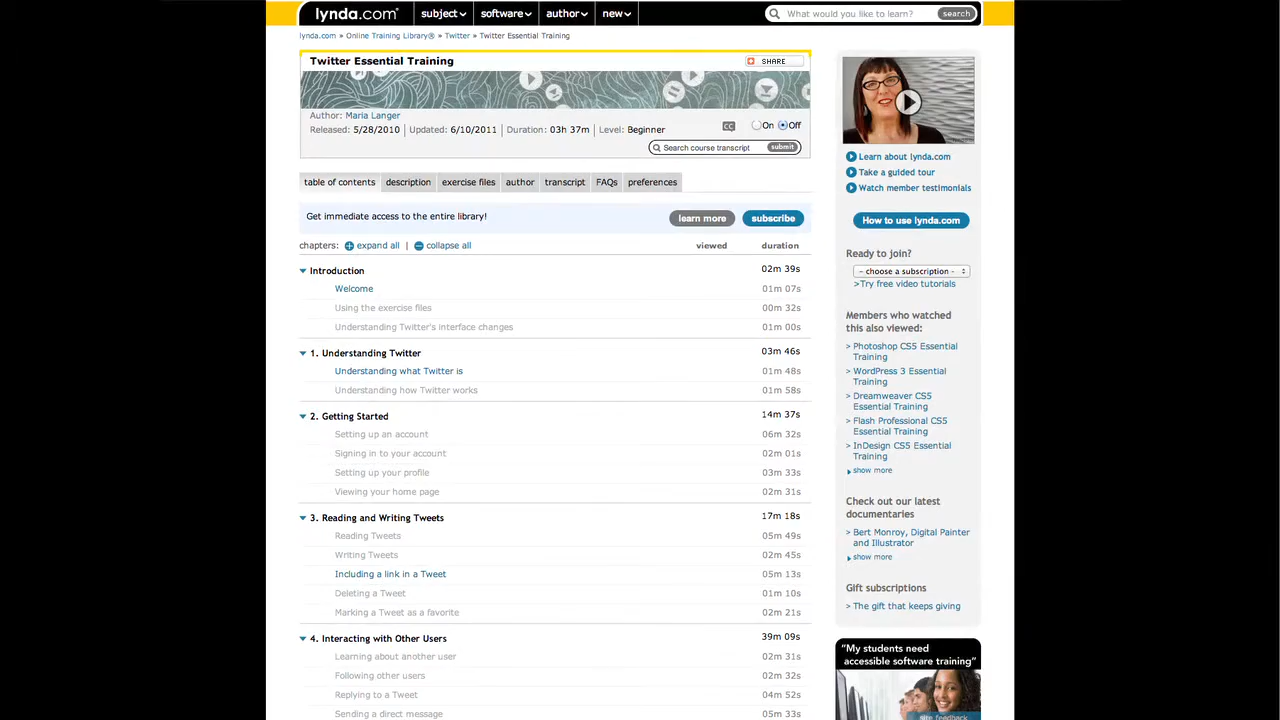 lynda.com® subject software author new What would you like to learn? search
lynda.com » Online Training Library® » Twitter » Twitter Essential Training
Twitter Essential Training SHARE
Author: Maria Langer
Released: 5/28/2010 | Updated: 6/10/2011 | Duration: 03h 37m | Level: Beginner CC On Off
Search course transcript submit
table of contents description exercise files author transcript FAQs preferences
Get immediate access to the entire library! learn more subscribe
chapters: expand all | collapse all viewed duration
Introduction 02m 39s
Welcome 01m 07s
Using the exercise files 00m 32s
Understanding Twitter's interface changes 01m 00s
1. Understanding Twitter 03m 46s
Understanding what Twitter is 01m 48s
Understanding how Twitter works 01m 58s
2. Getting Started 14m 37s
Setting up an account 06m 32s
Signing in to your account 02m 01s
Setting up your profile 03m 33s
Viewing your home page 02m 31s
3. Reading and Writing Tweets 17m 18s
Reading Tweets 05m 49s
Writing Tweets 02m 45s
Including a link in a Tweet 05m 13s
Deleting a Tweet 01m 10s
Marking a Tweet as a favorite 02m 21s
4. Interacting with Other Users 39m 09s
Learning about another user 02m 31s
Following other users 02m 32s
Replying to a Tweet 04m 52s
Sending a direct message 05m 33s
Learn about lynda.com
Take a guided tour
Watch member testimonials
How to use lynda.com
Ready to join?
- choose a subscription -
>Try free video tutorials
Members who watched
this also viewed:
> Photoshop CS5 Essential
Training
> WordPress 3 Essential
Training
> Dreamweaver CS5
Essential Training
> Flash Professional CS5
Essential Training
> InDesign CS5 Essential
Training
show more
Check out our latest
documentaries
> Bert Monroy, Digital Painter
and Illustrator
show more
Gift subscriptions
> The gift that keeps giving
"My students need
accessible software training"
site feedback